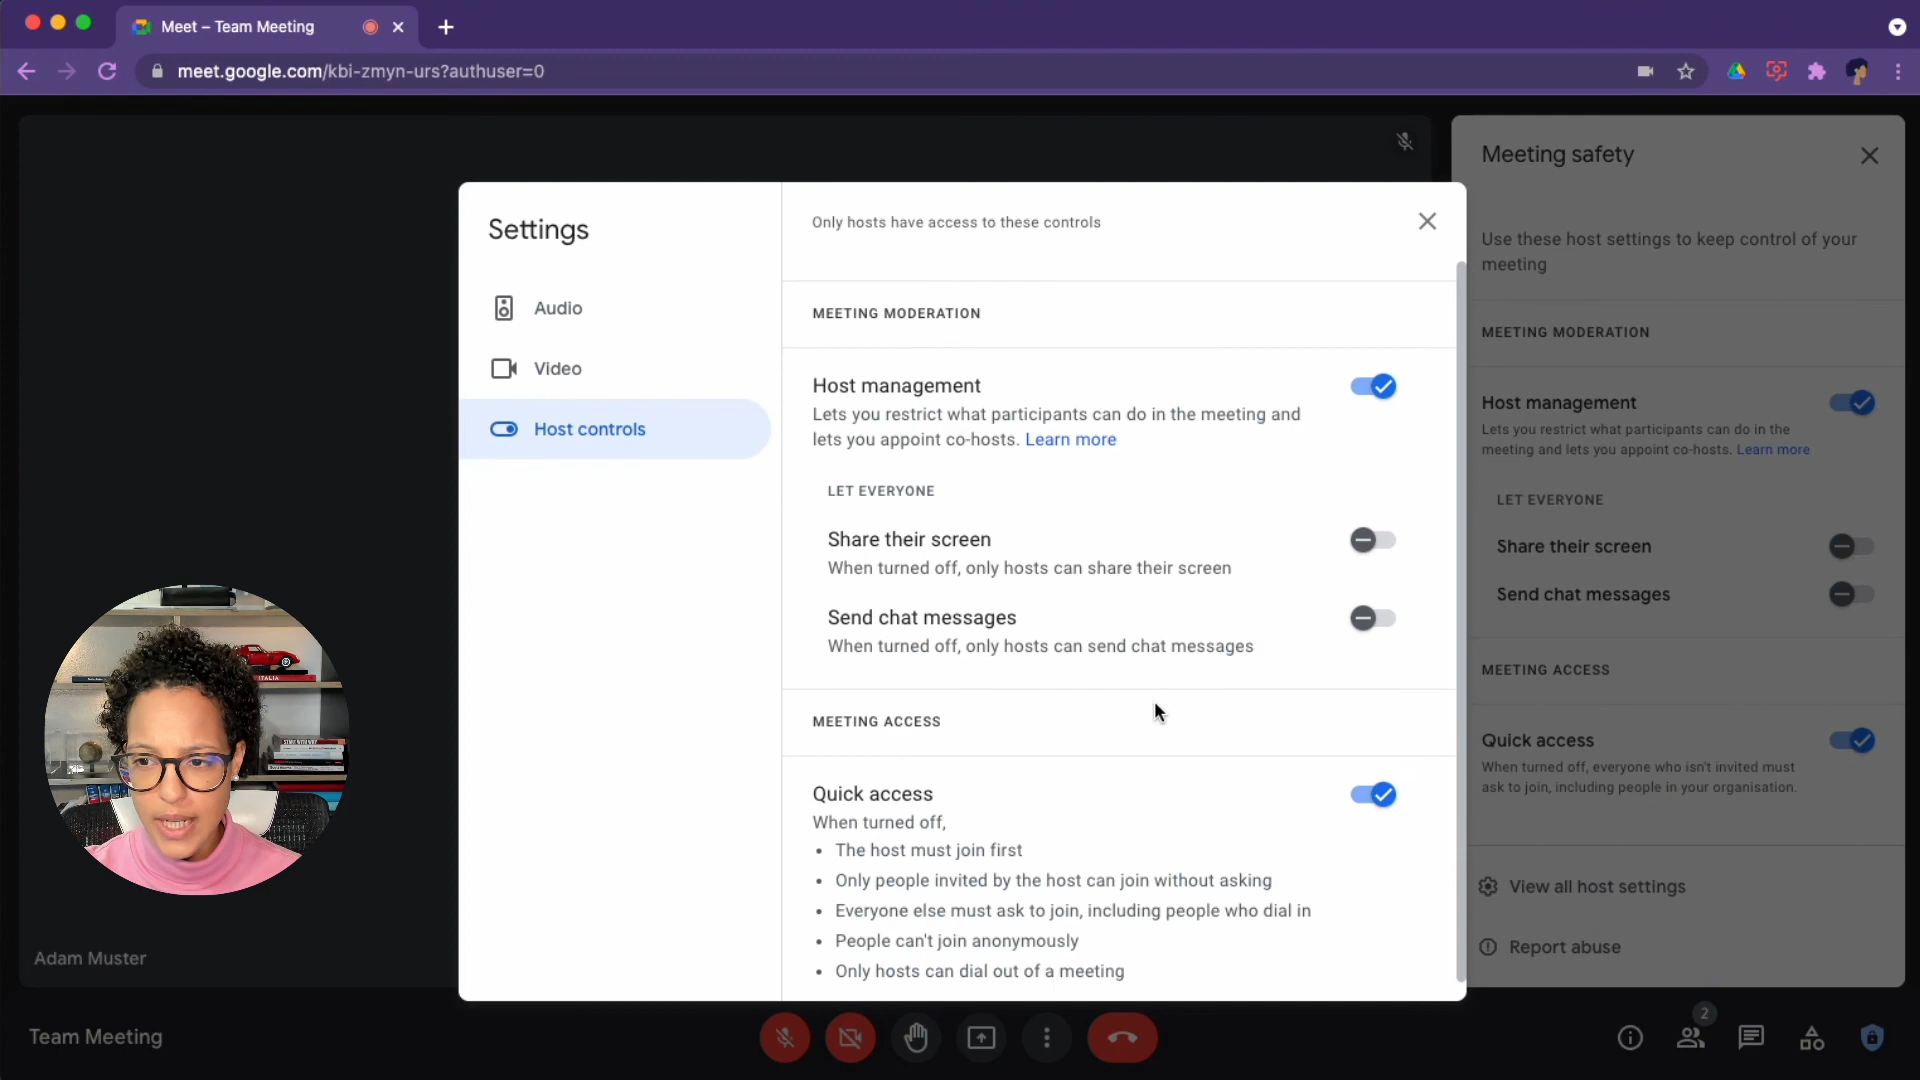 Meet – Team Meeting
meet.google.com/kbi-zmyn-urs?authuser=0
Settings
Audio
Video
Host controls
Only hosts have access to these controls
MEETING MODERATION
Host management
Lets you restrict what participants can do in the meeting and
lets you appoint co-hosts. Learn more
LET EVERYONE
Share their screen
When turned off, only hosts can share their screen
Send chat messages
When turned off, only hosts can send chat messages
MEETING ACCESS
Quick access
When turned off,
• The host must join first
• Only people invited by the host can join without asking
• Everyone else must ask to join, including people who dial in
• People can't join anonymously
• Only hosts can dial out of a meeting
Meeting safety
Use these host settings to keep control of your
meeting
MEETING MODERATION
Host management
Lets you restrict what participants can do in the
meeting and lets you appoint co-hosts. Learn more
LET EVERYONE
Share their screen
Send chat messages
MEETING ACCESS
Quick access
When turned off, everyone who isn't invited must
ask to join, including people in your organisation.
View all host settings
Report abuse
ITALIA
START WITH WHY
Adam Muster
Team Meeting
2